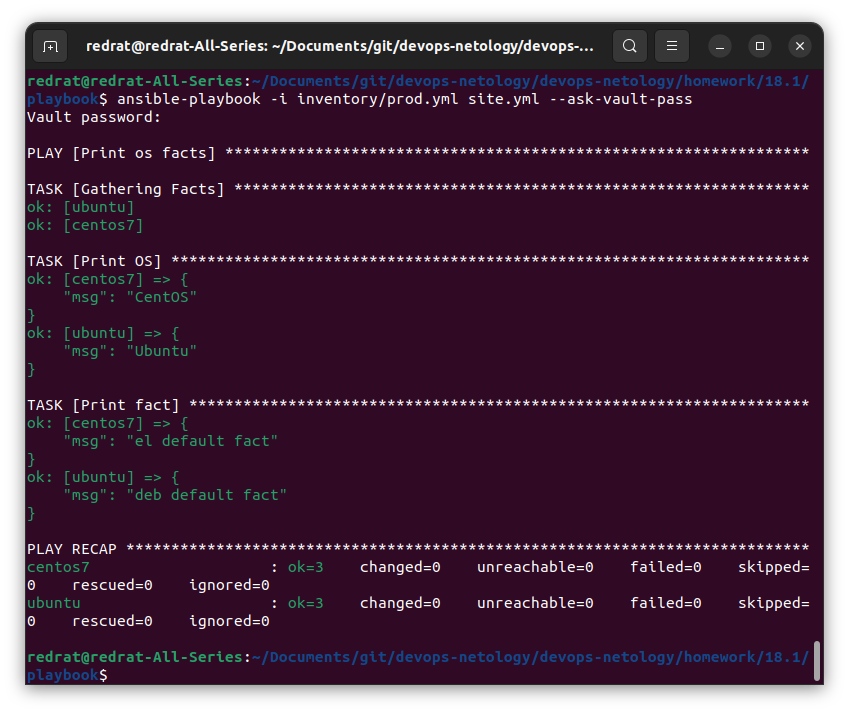 redrat@redrat-All-Series: ~/Documents/git/devops-netology/devops-...
redrat@redrat-All-Series:~/Documents/git/devops-netology/devops-netology/homework/18.1/
playbook$ ansible-playbook -i inventory/prod.yml site.yml --ask-vault-pass
Vault password:
PLAY [Print os facts] *****************************************************************
TASK [Gathering Facts] ****************************************************************
ok: [ubuntu]
ok: [centos7]
TASK [Print OS] ***********************************************************************
ok: [centos7] => {
    "msg": "CentOS"
}
ok: [ubuntu] => {
    "msg": "Ubuntu"
}
TASK [Print fact] *********************************************************************
ok: [centos7] => {
    "msg": "el default fact"
}
ok: [ubuntu] => {
    "msg": "deb default fact"
}
PLAY RECAP ****************************************************************************
centos7                    : ok=3    changed=0    unreachable=0    failed=0    skipped=
0    rescued=0    ignored=0
ubuntu                     : ok=3    changed=0    unreachable=0    failed=0    skipped=
0    rescued=0    ignored=0
redrat@redrat-All-Series:~/Documents/git/devops-netology/devops-netology/homework/18.1/
playbook$